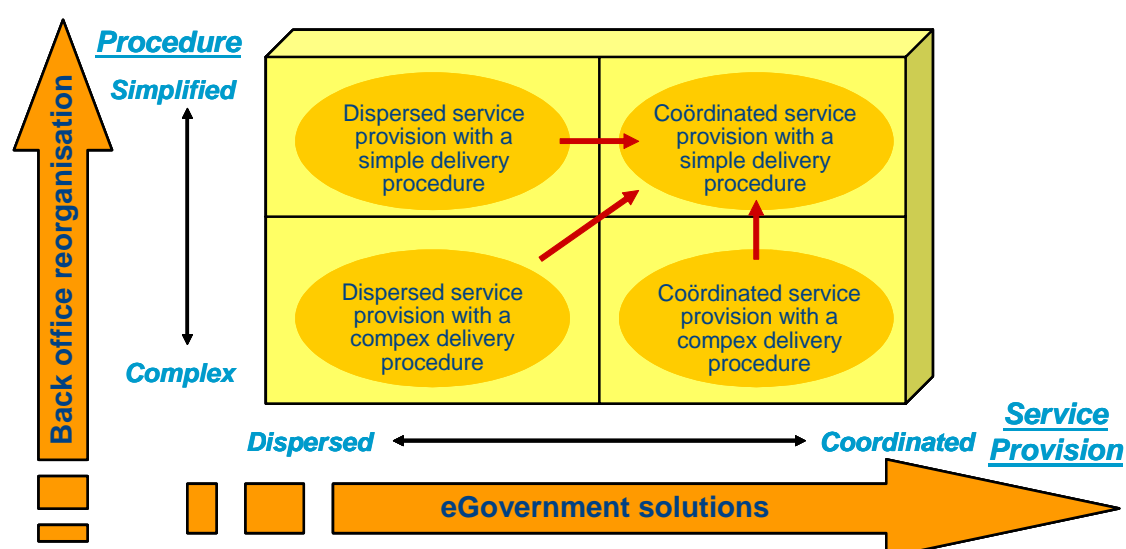 Procedure
Simplified
Back office reorganisation
Dispersed service
provision with a
simple delivery
procedure
Coördinated service
provision with a
simple delivery
procedure
Dispersed service
provision with a
compex delivery
procedure
Coördinated service
provision with a
compex delivery
procedure
Complex
Dispersed
Coordinated
Service
Provision
eGovernment solutions